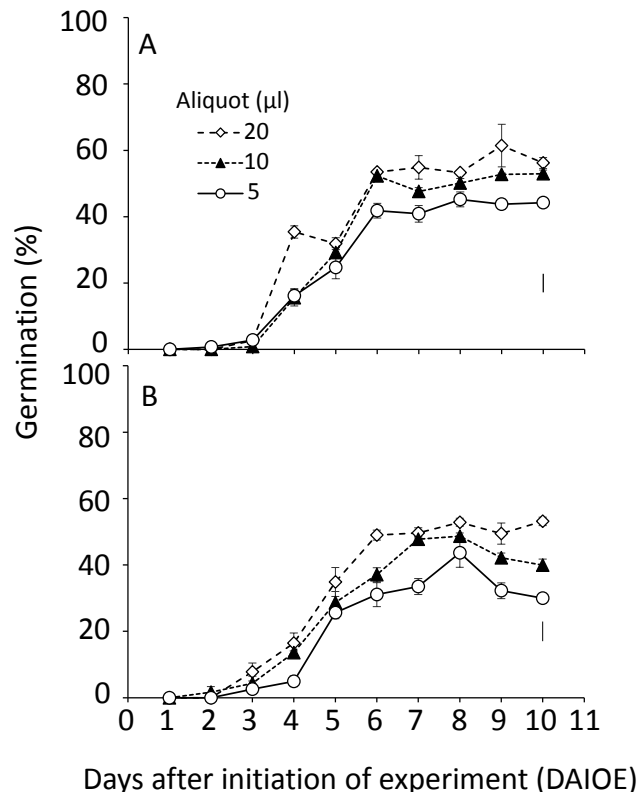 100
A
80
Aliquot (μl)
20
10
5
60
40
20
0
Germination (%)
100
B
80
60
40
20
0
0 1 2 3 4 5 6 7 8 9 10 11
Days after initiation of experiment (DAIOE)